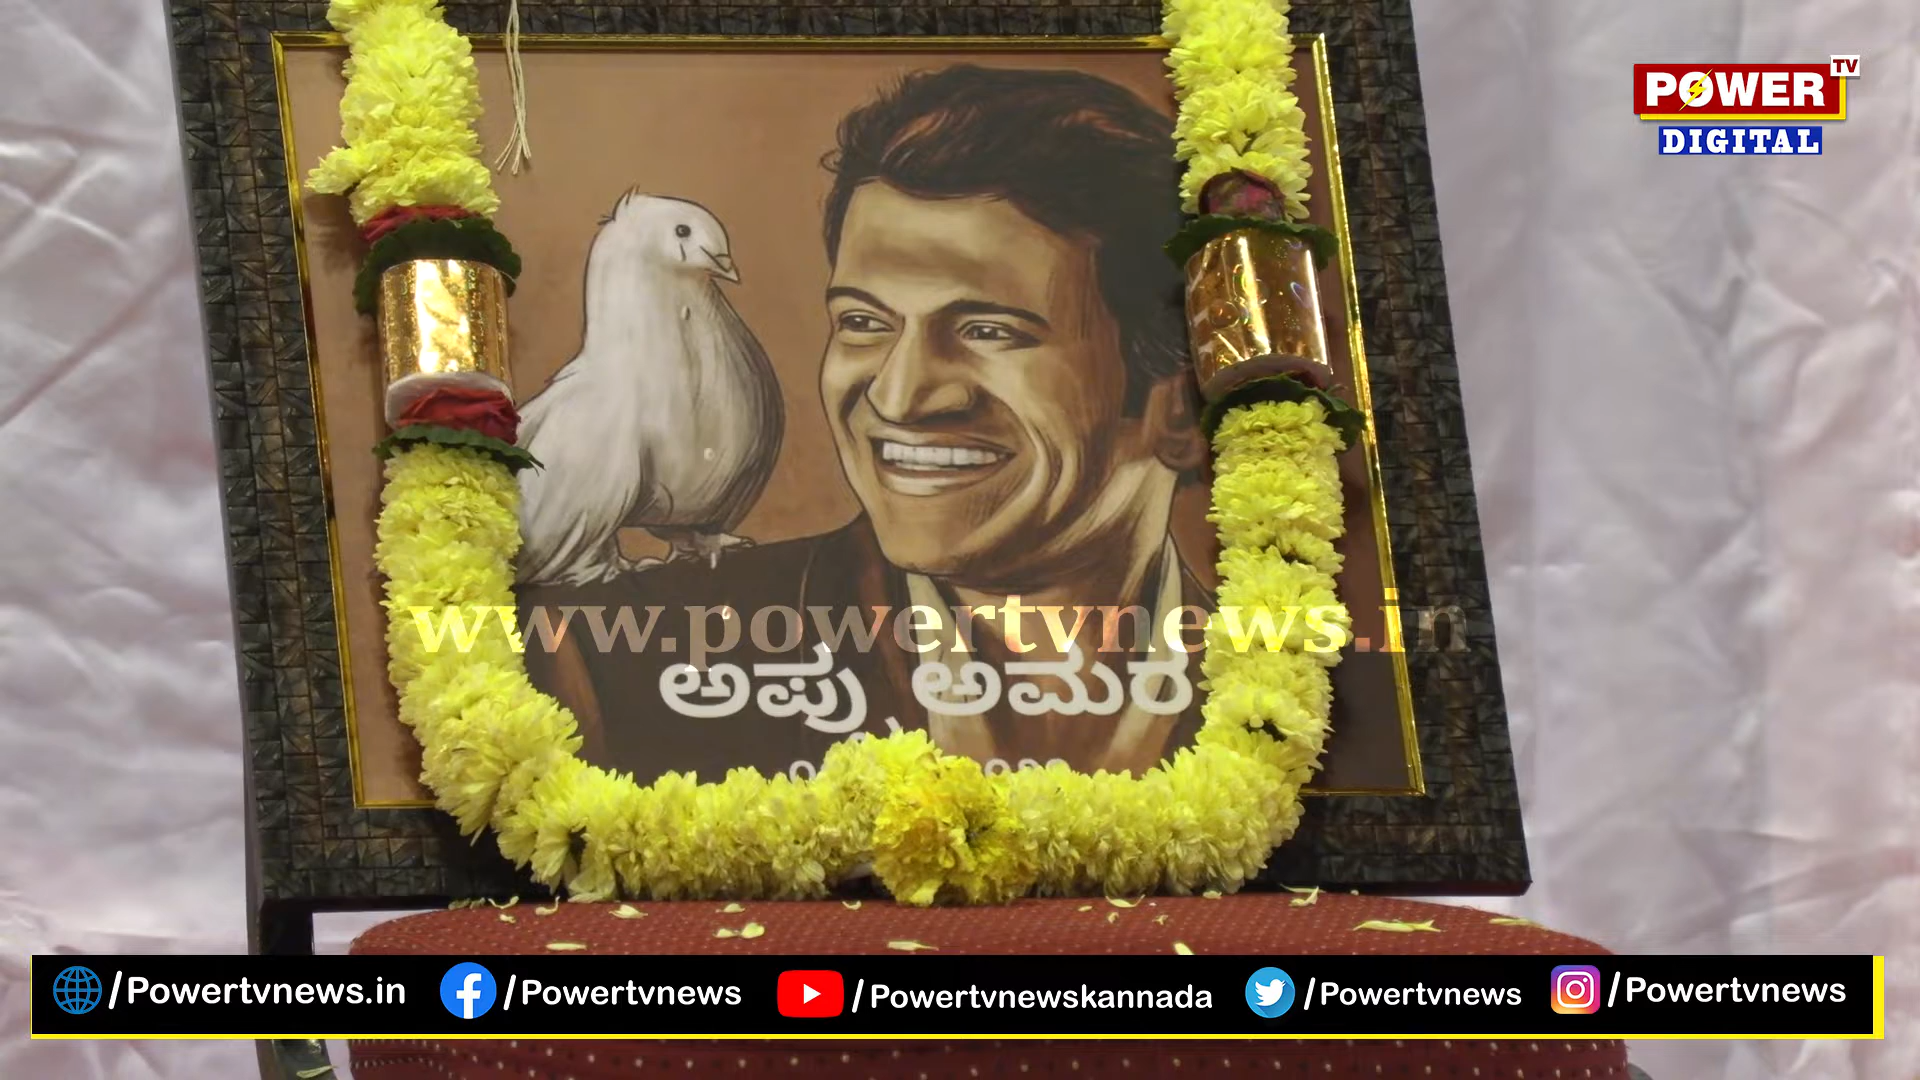 POWER TV
DIGITAL
www.powertvnews.in
ಅಪ್ಪು ಅಮರ
/Powertvnews.in /Powertvnews /Powertvnewskannada /Powertvnews /Powertvnews